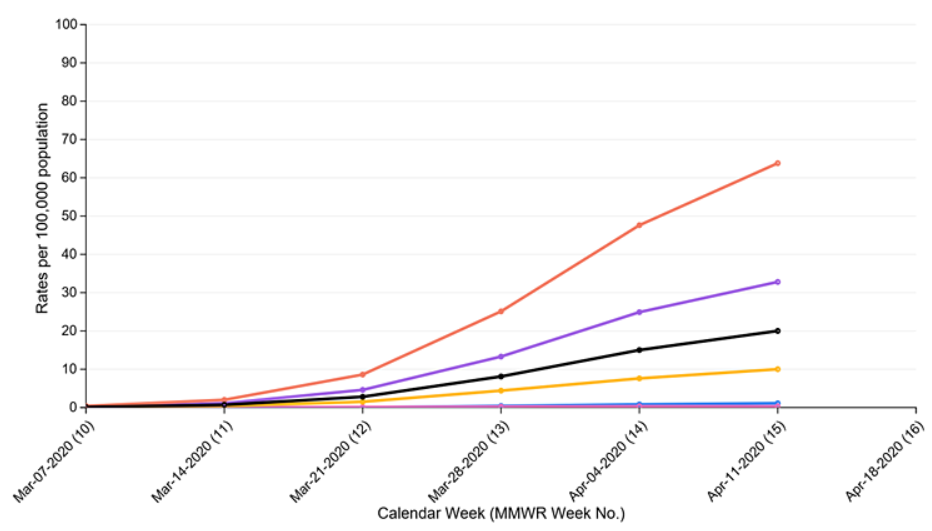 100
90
80
70
60
50
40
30
20
10
0
Rates per 100,000 population
Mar-07-2020 (10)
Mar-14-2020 (11)
Mar-21-2020 (12)
Mar-28-2020 (13)
Apr-04-2020 (14)
Apr-11-2020 (15)
Apr-18-2020 (16)
Calendar Week (MMWR Week No.)